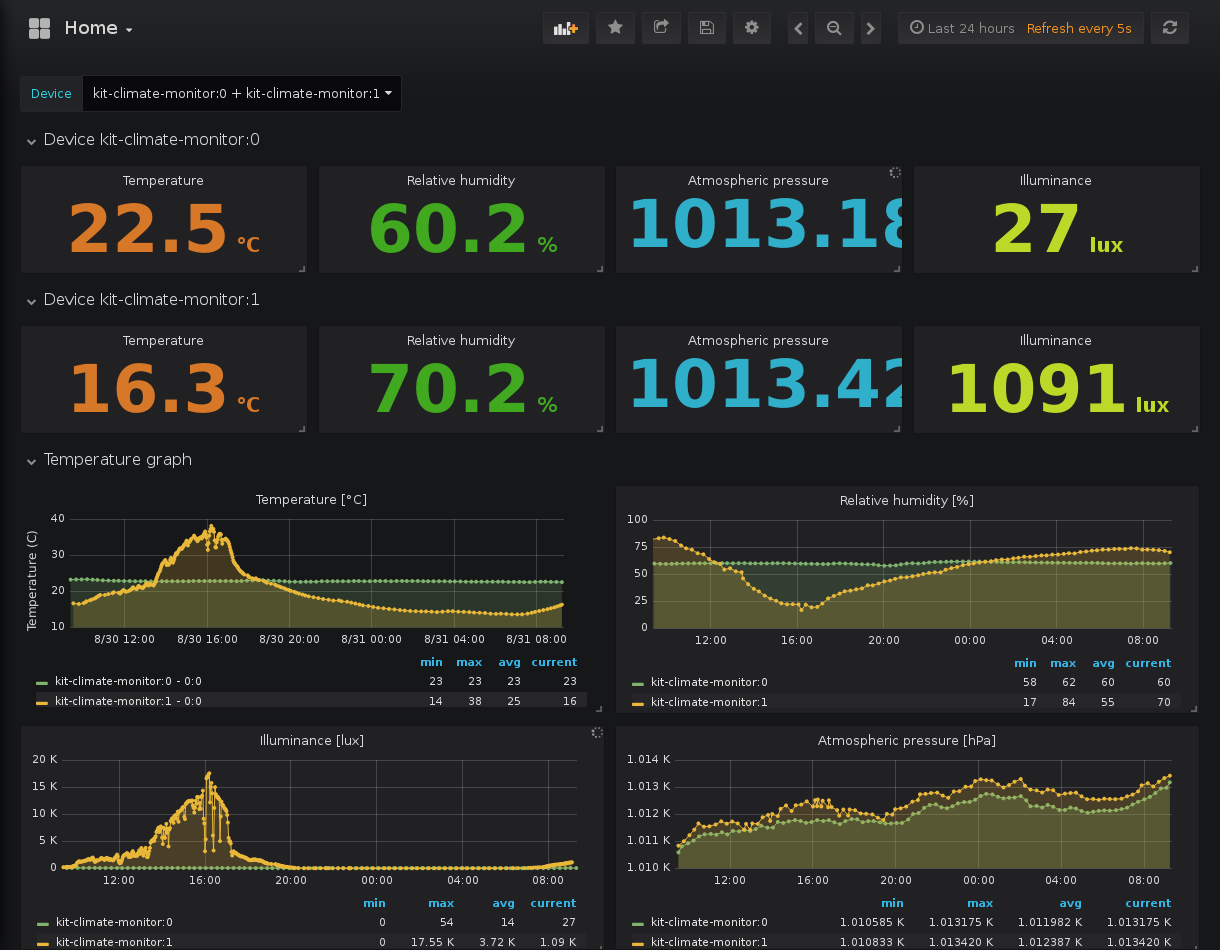 Home
Last 24 hours Refresh every 5s
Device kit-climate-monitor:0 + kit-climate-monitor:1
Device kit-climate-monitor:0
Temperature Relative humidity Atmospheric pressure Illuminance
22.5 °C 60.2 % 1013.18 27 lux
Device kit-climate-monitor:1
Temperature Relative humidity Atmospheric pressure Illuminance
16.3 °C 70.2 % 1013.42 1091 lux
Temperature graph
Temperature [°C]
Temperature (C)
40
30
20
10
8/30 12:00 8/30 16:00 8/30 20:00 8/31 00:00 8/31 04:00 8/31 08:00
min max avg current
kit-climate-monitor:0 - 0:0 23 23 23 23
kit-climate-monitor:1 - 0:0 14 38 25 16
Relative humidity [%]
100
75
50
25
0
12:00 16:00 20:00 00:00 04:00 08:00
min max avg current
kit-climate-monitor:0 58 62 60 60
kit-climate-monitor:1 17 84 55 70
Illuminance [lux]
20 K
15 K
10 K
5 K
0
12:00 16:00 20:00 00:00 04:00 08:00
min max avg current
kit-climate-monitor:0 0 54 14 27
kit-climate-monitor:1 0 17.55 K 3.72 K 1.09 K
Atmospheric pressure [hPa]
1.014 K
1.013 K
1.012 K
1.011 K
1.010 K
12:00 16:00 20:00 00:00 04:00 08:00
min max avg current
kit-climate-monitor:0 1.010585 K 1.013175 K 1.011982 K 1.013175 K
kit-climate-monitor:1 1.010833 K 1.013420 K 1.012387 K 1.013420 K